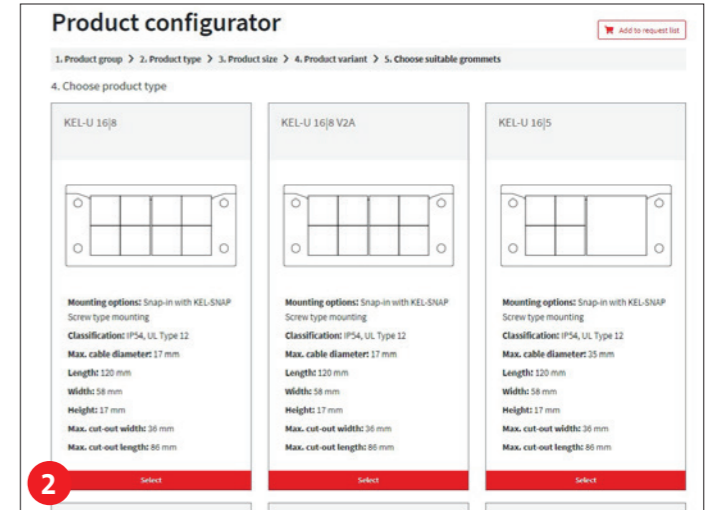 Product configurator
Add to request list
1. Product group > 2. Product type > 3. Product size > 4. Product variant > 5. Choose suitable grommets
4. Choose product type
KEL-U 16|8
Mounting options: Snap-in with KEL-SNAP
Screw type mounting
Classification: IP54, UL Type 12
Max. cable diameter: 17 mm
Length: 120 mm
Width: 58 mm
Height: 17 mm
Max. cut-out width: 36 mm
Max. cut-out length: 86 mm
Select
KEL-U 16|8 V2A
Mounting options: Snap-in with KEL-SNAP
Screw type mounting
Classification: IP54, UL Type 12
Max. cable diameter: 17 mm
Length: 120 mm
Width: 58 mm
Height: 17 mm
Max. cut-out width: 36 mm
Max. cut-out length: 86 mm
Select
KEL-U 16|5
Mounting options: Snap-in with KEL-SNAP
Screw type mounting
Classification: IP54, UL Type 12
Max. cable diameter: 35 mm
Length: 120 mm
Width: 58 mm
Height: 17 mm
Max. cut-out width: 36 mm
Max. cut-out length: 86 mm
Select
2